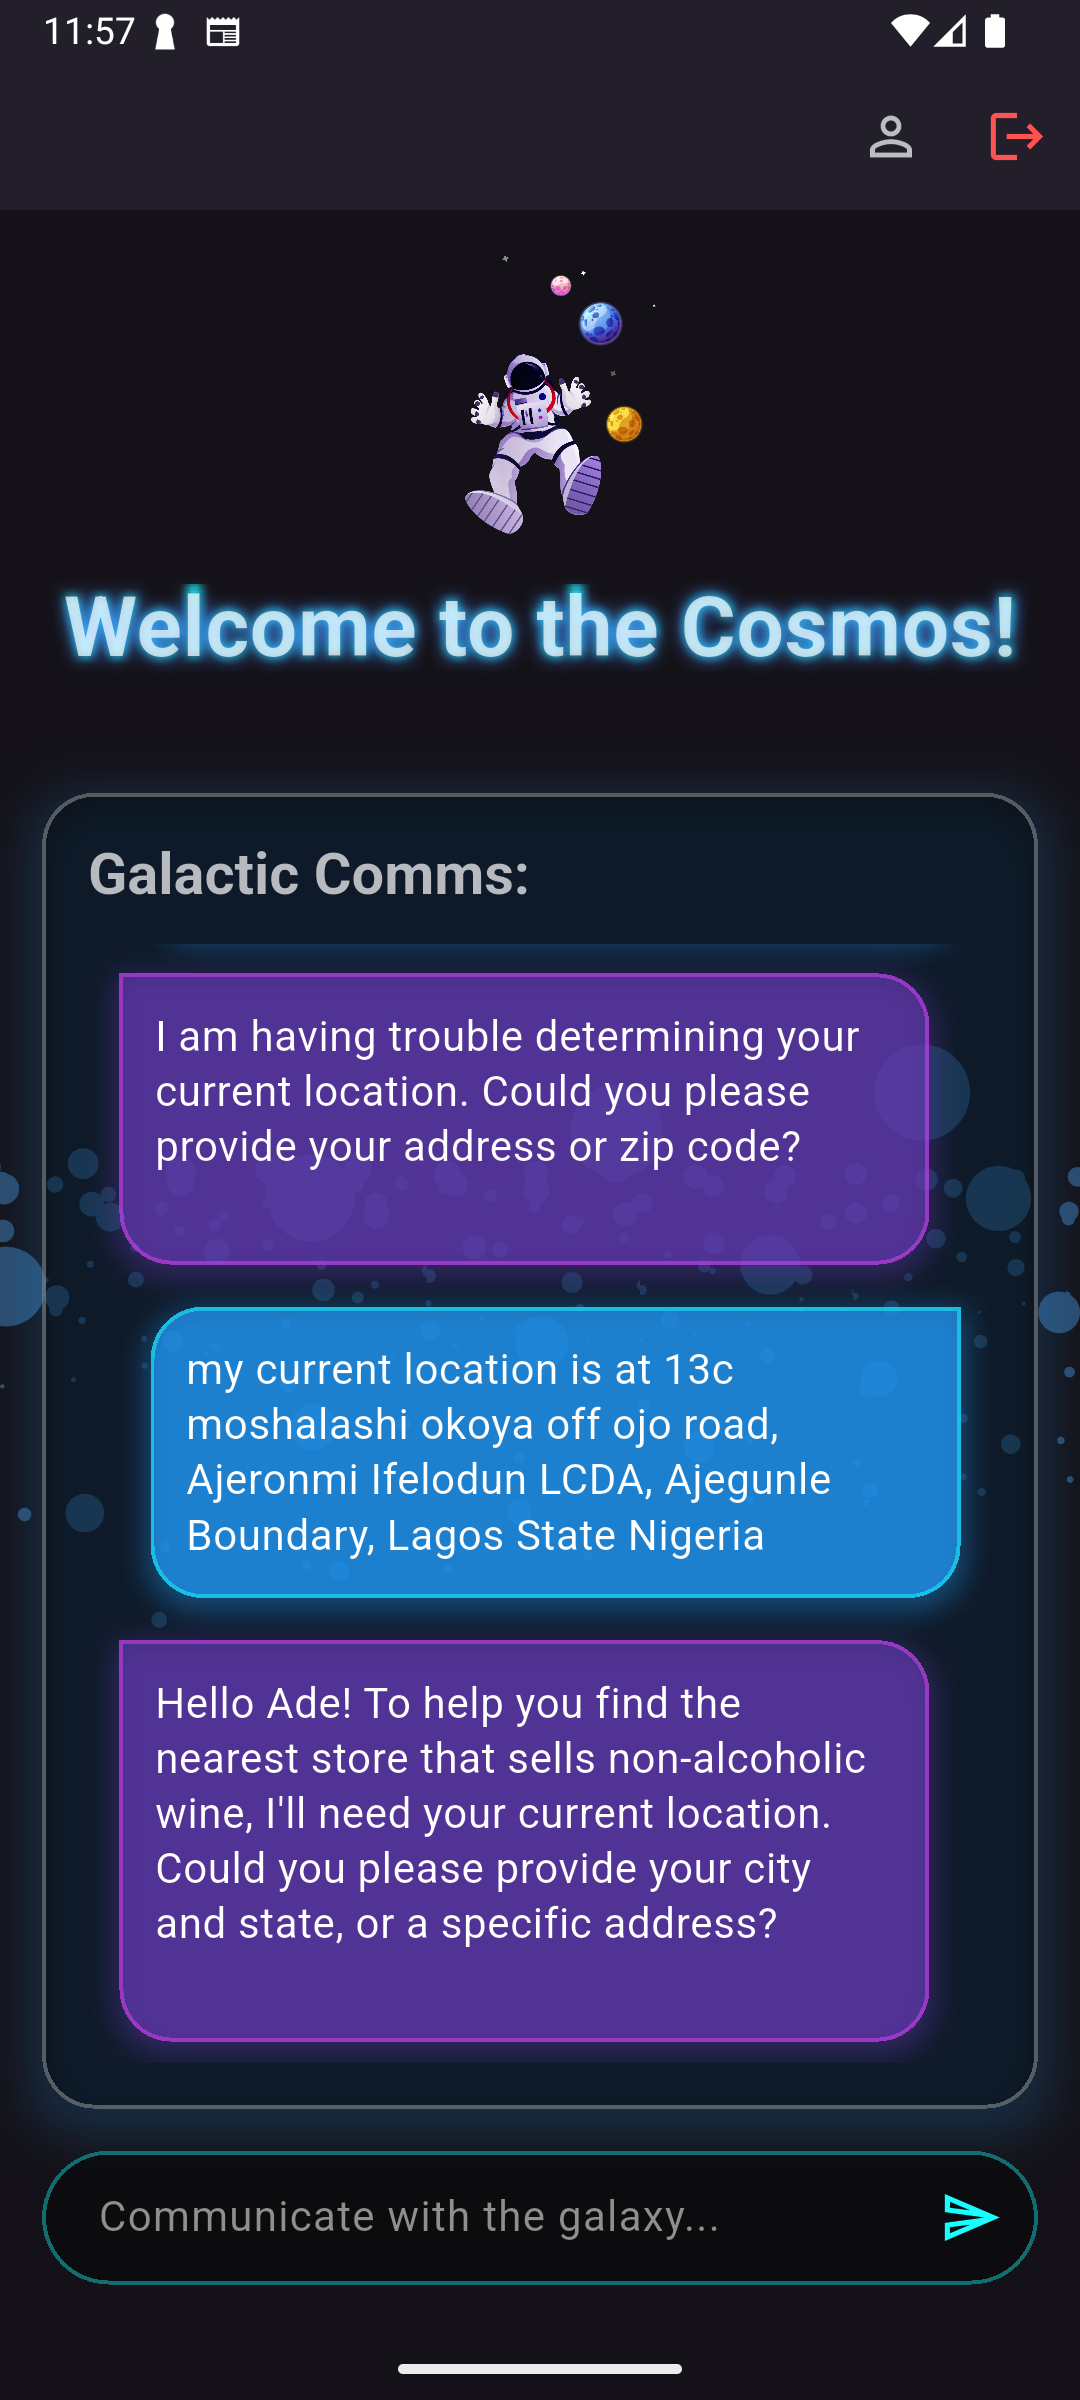 11:57
Welcome to the Cosmos!
Galactic Comms:
I am having trouble determining your
current location. Could you please
provide your address or zip code?
my current location is at 13c
moshalashi okoya off ojo road,
Ajeronmi Ifelodun LCDA, Ajegunle
Boundary, Lagos State Nigeria
Hello Ade! To help you find the
nearest store that sells non-alcoholic
wine, I'll need your current location.
Could you please provide your city
and state, or a specific address?
Communicate with the galaxy...